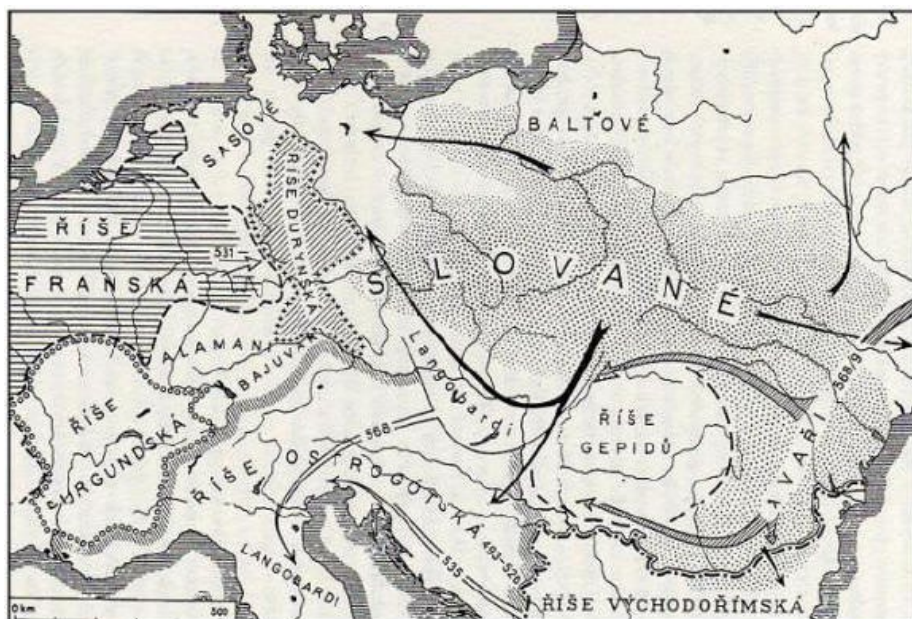 BALTOVÉ
SASOVÉ
ŘÍŠE DURYNSKÁ
ŘÍŠE
FRANSKÁ
531
SLOVANÉ
ALAMANI
BAJUVAŘI
Langobardi
568/9
AVAŘI
ŘÍŠE
GEPIDŮ
ŘÍŠE
BURGUNDSKÁ
568
ŘÍŠE OSTROGÓTSKÁ 493-526
535
LANGOBARDI
0 km 500
ŘÍŠE VÝCHODOŘÍMSKÁ